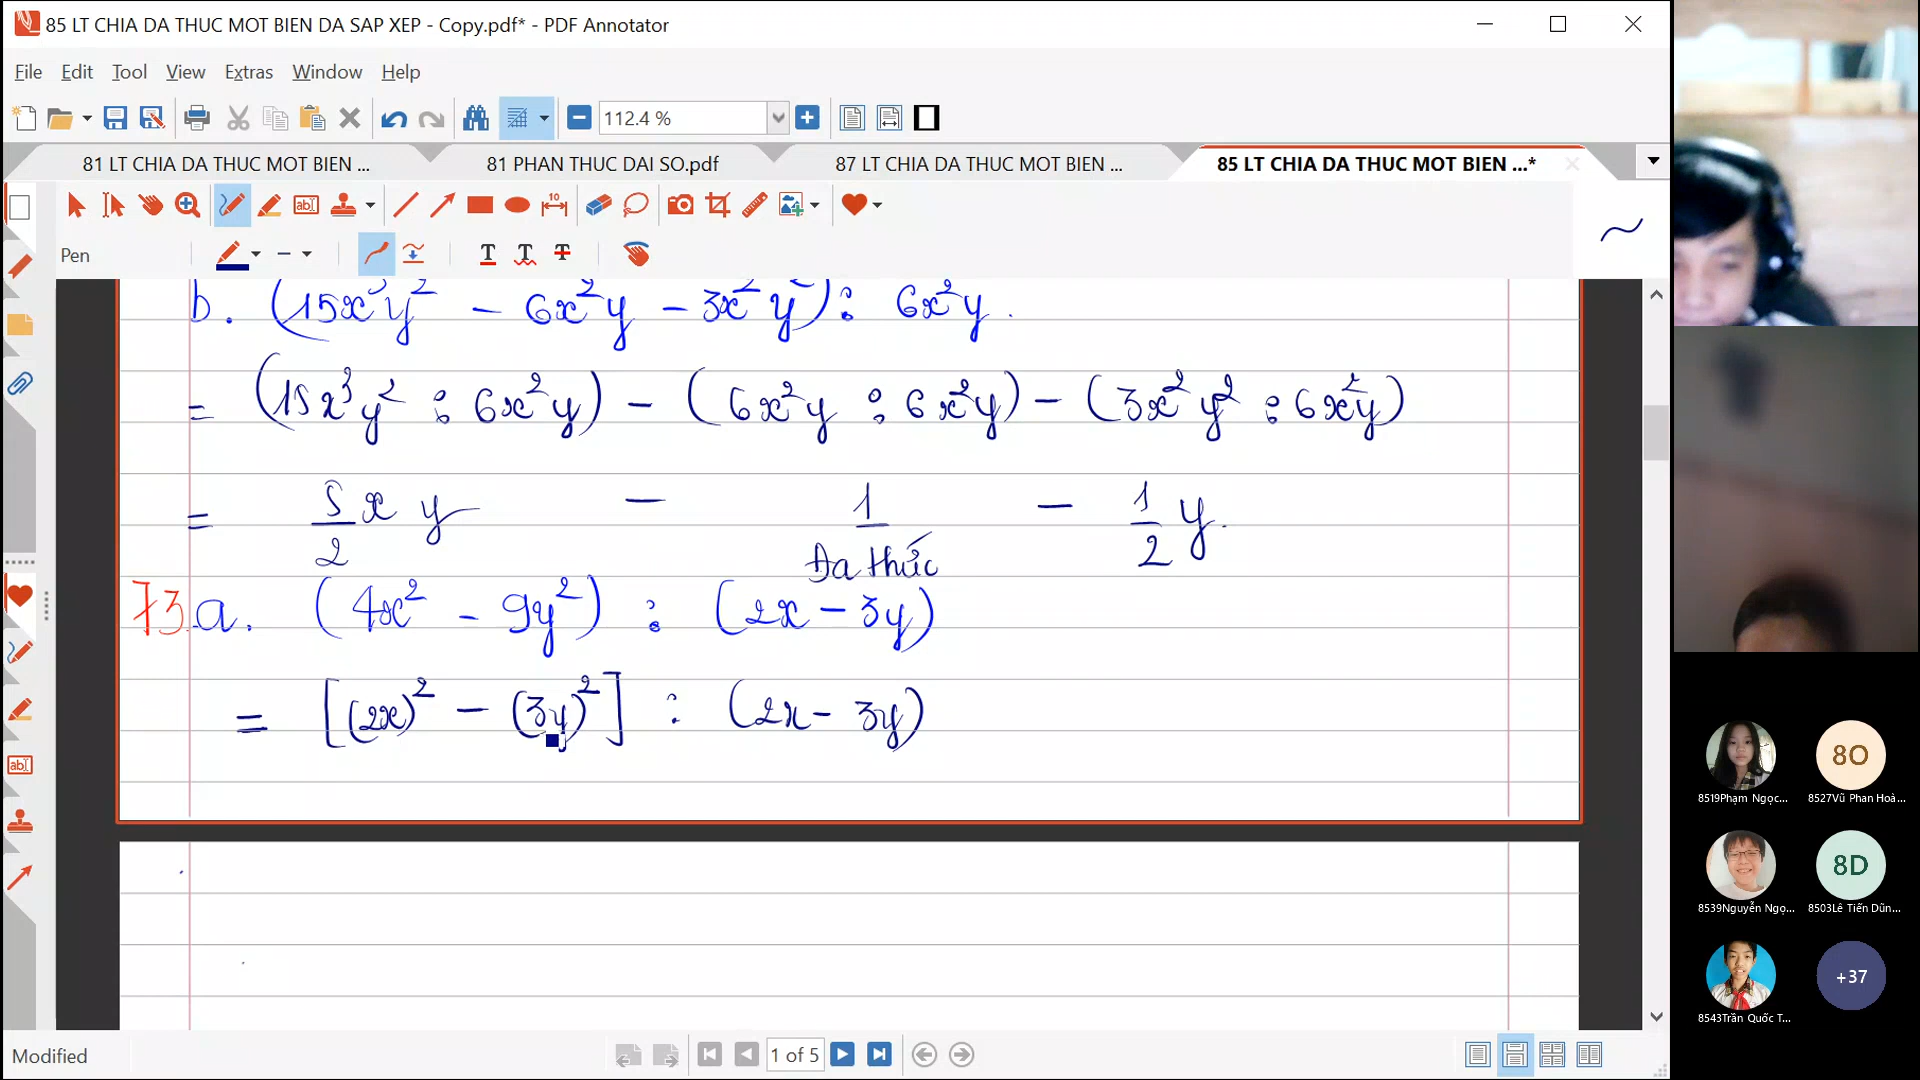 85 LT CHIA DA THUC MOT BIEN DA SAP XEP - Copy.pdf* - PDF Annotator
File Edit Tool View Extras Window Help
112.4 %
81 LT CHIA DA THUC MOT BIEN ... 81 PHAN THUC DAI SO.pdf 87 LT CHIA DA THUC MOT BIEN ... 85 LT CHIA DA THUC MOT BIEN ...*
Pen
b. (15x³y² - 6x²y - 3x²y²) : 6x²y.
= (15x³y² : 6x²y) - (6x²y : 6x²y) - (3x²y² : 6x²y)
= 5/2 x y - 1 - 1/2 y.
Đa thức
73.a. (4x² - 9y²) : (2x - 3y)
= [(2x)² - (3y)²] : (2x - 3y)
8519Phạm Ngọc...
8O
8527Vũ Phan Hoà...
8539Nguyễn Ngọ...
8D
8503Lê Tiến Dũn...
8543Trần Quốc T...
+37
Modified
1 of 5